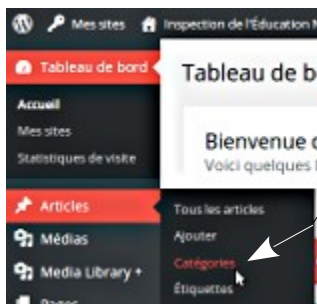 Mes sites Inspection de l'Éducation
Tableau de bord
Tableau de b
Accueil
Mes sites
Statistiques de visite
Bienvenue
Voici quelques
Articles
Tous les articles
Médias
Ajouter
Catégories
Media Library +
Étiquettes
Pages